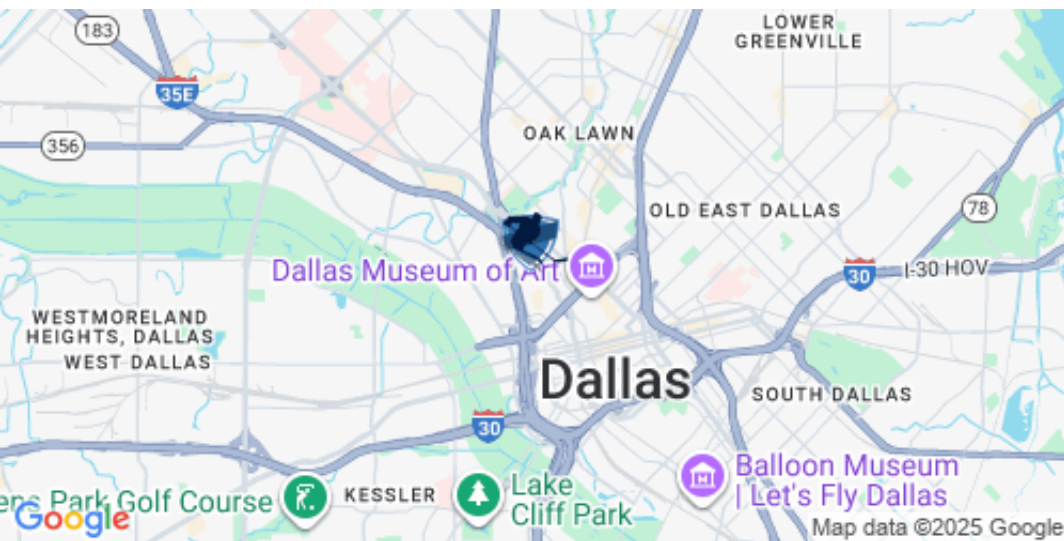 183
LOWER
GREENVILLE
35E
OAK LAWN
356
OLD EAST DALLAS
78
Dallas Museum of Art
30
I-30 HOV
WESTMORELAND
HEIGHTS, DALLAS
WEST DALLAS
Dallas
SOUTH DALLAS
30
Balloon Museum
| Let's Fly Dallas
Lake
Cliff Park
KESSLER
Park Golf Course
Google
Map data ©2025 Google